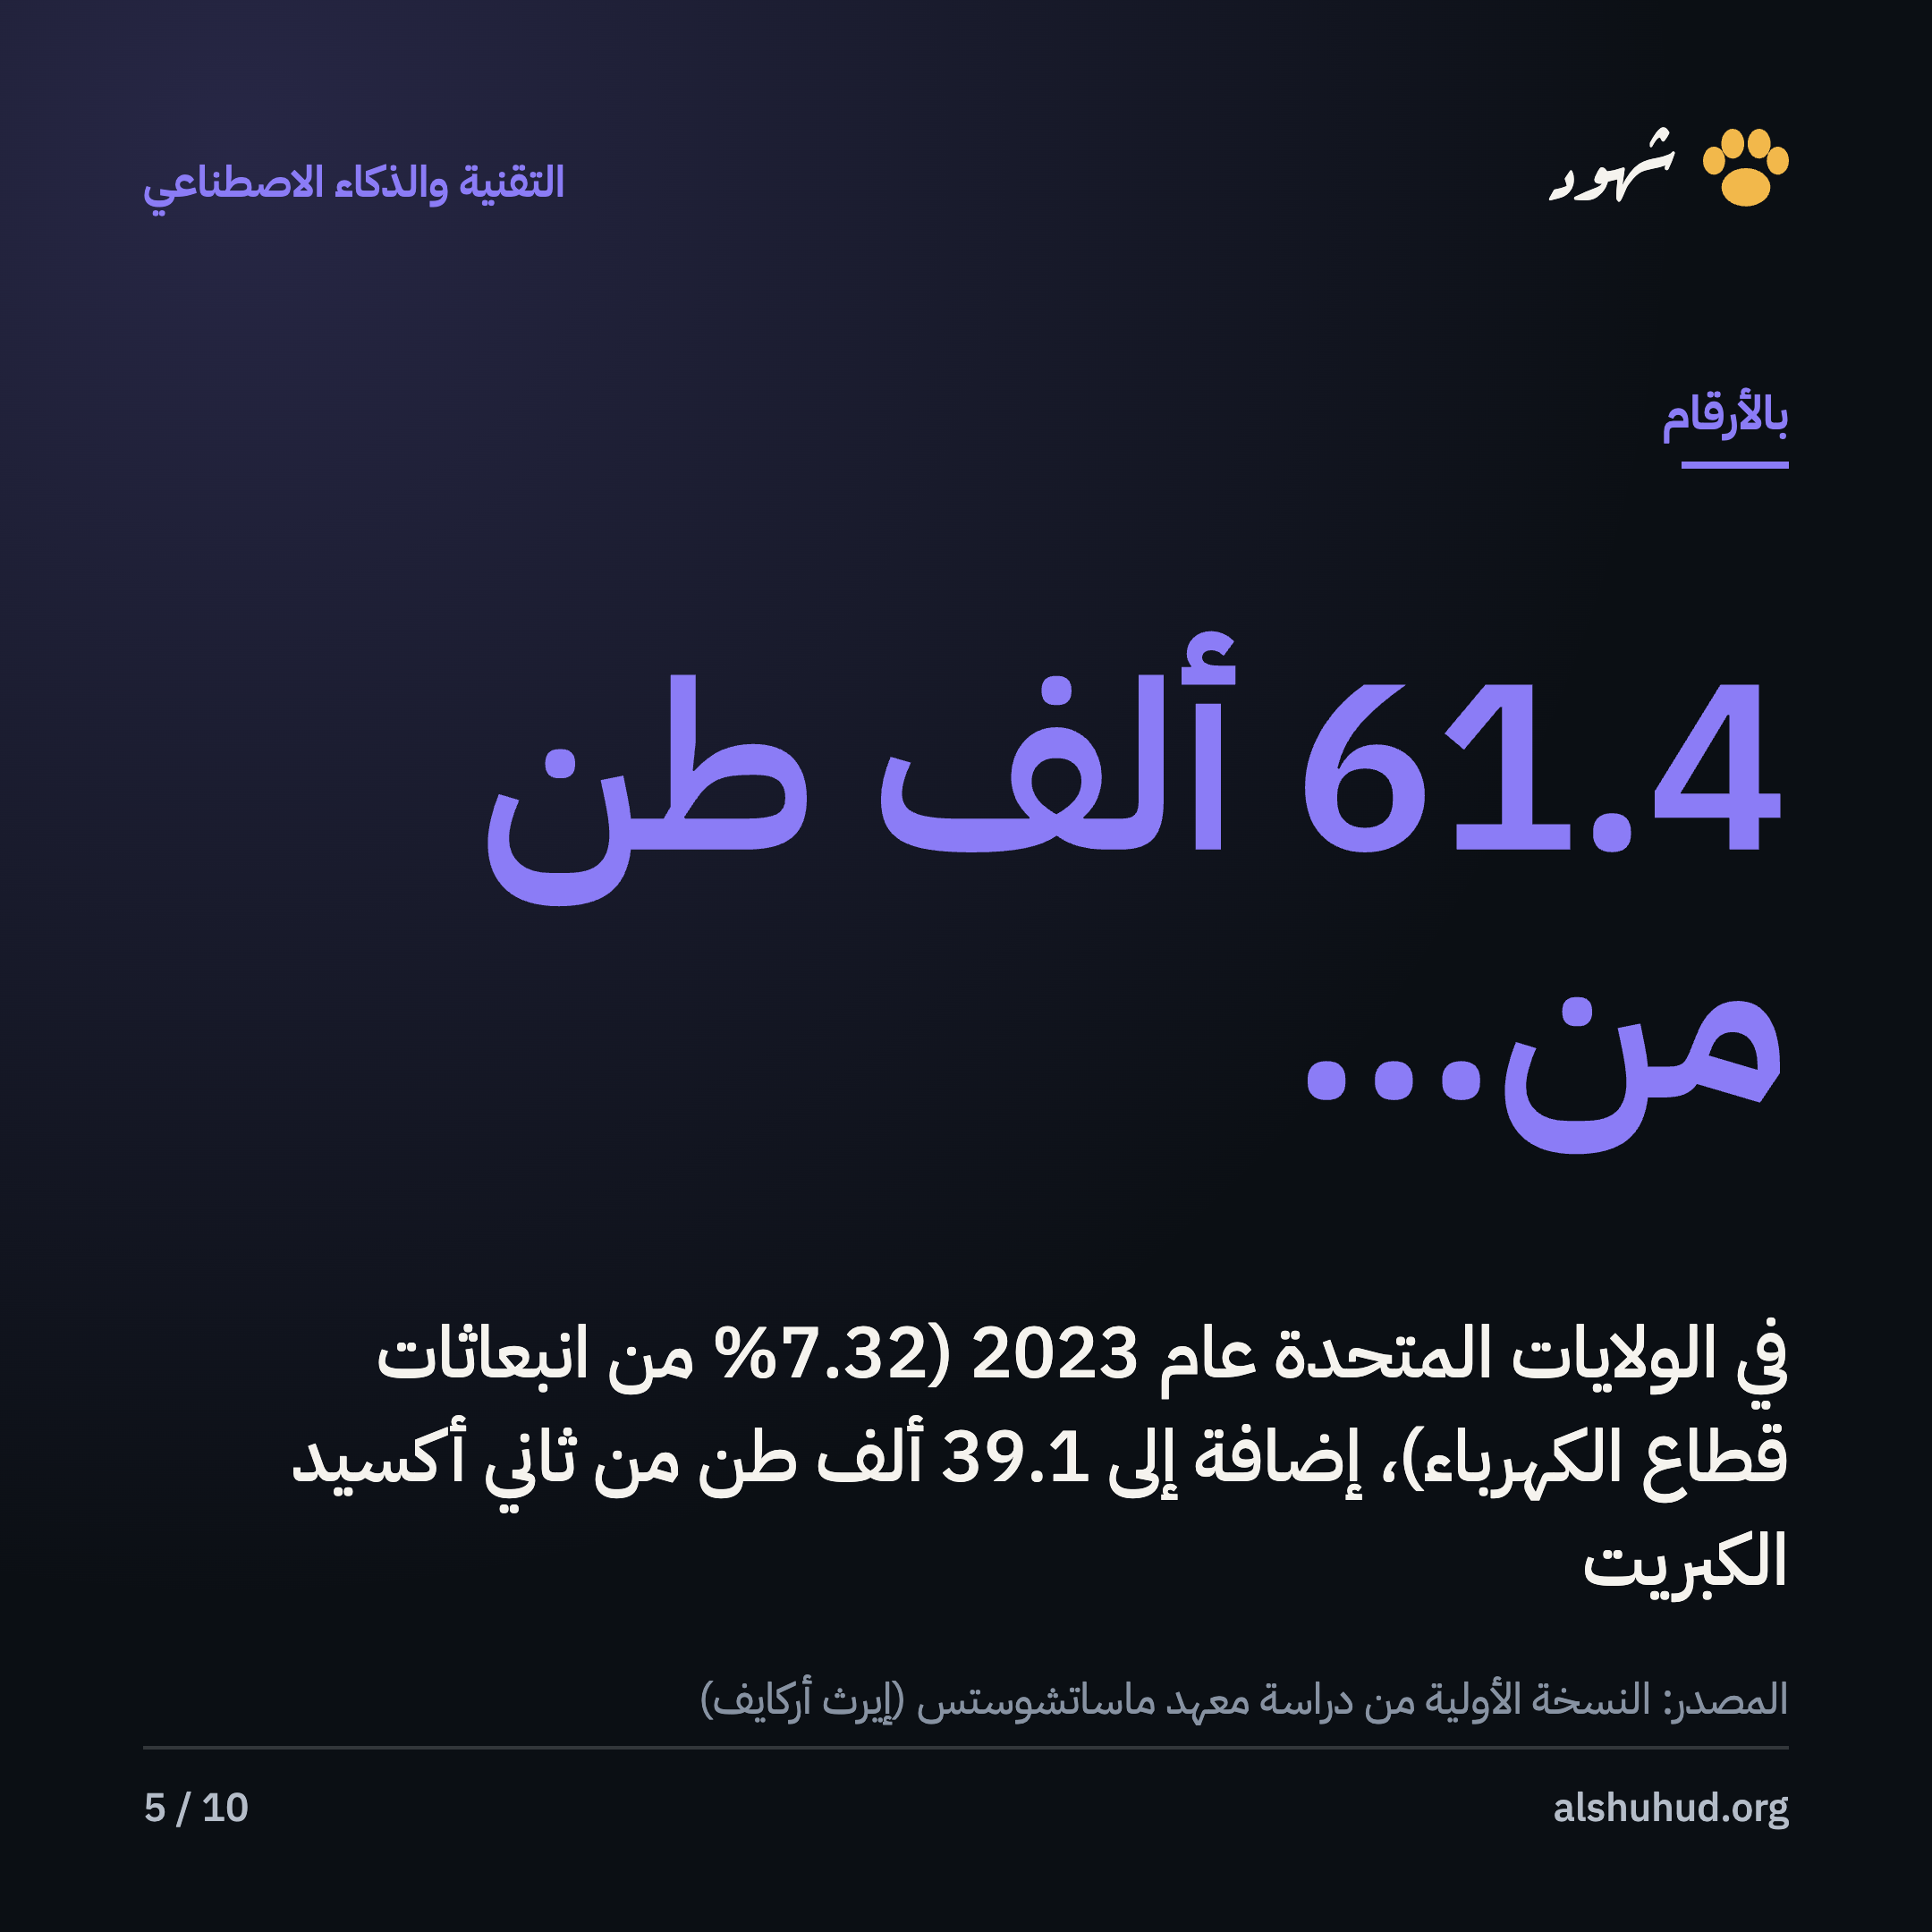 شُهود
التقنية والذكاء الاصطناعي
بالأرقام
61.4 ألف طن
من...
في الولايات المتحدة عام 2023 (7.32% من انبعاثات
قطاع الكهرباء)، إضافة إلى 39.1 ألف طن من ثاني أكسيد
الكبريت
المصدر: النسخة الأولية من دراسة معهد ماساتشوستس (إيرث أركايف)
alshuhud.org
5 / 10